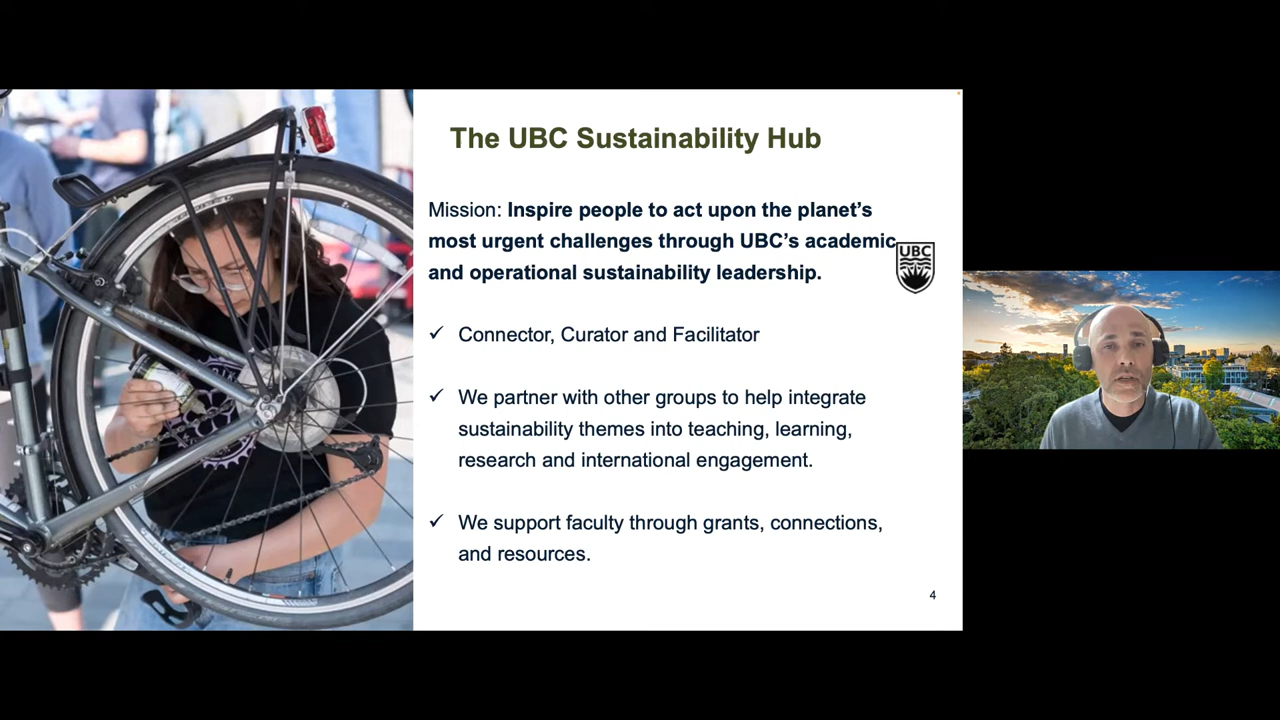 The UBC Sustainability Hub
Mission: Inspire people to act upon the planet’s
most urgent challenges through UBC’s academic
and operational sustainability leadership.
UBC
✓ Connector, Curator and Facilitator
✓ We partner with other groups to help integrate
sustainability themes into teaching, learning,
research and international engagement.
✓ We support faculty through grants, connections,
and resources.
4